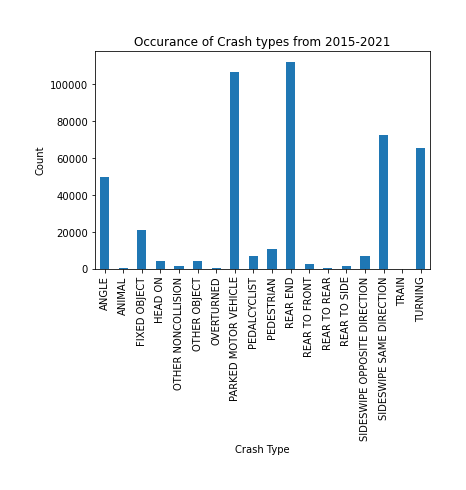 Occurance of Crash types from 2015-2021
Count
100000
80000
60000
40000
20000
0
ANGLE
ANIMAL
FIXED OBJECT
HEAD ON
OTHER NONCOLLISION
OTHER OBJECT
OVERTURNED
PARKED MOTOR VEHICLE
PEDALCYCLIST
PEDESTRIAN
REAR END
REAR TO FRONT
REAR TO REAR
REAR TO SIDE
SIDESWIPE OPPOSITE DIRECTION
SIDESWIPE SAME DIRECTION
TRAIN
TURNING
Crash Type